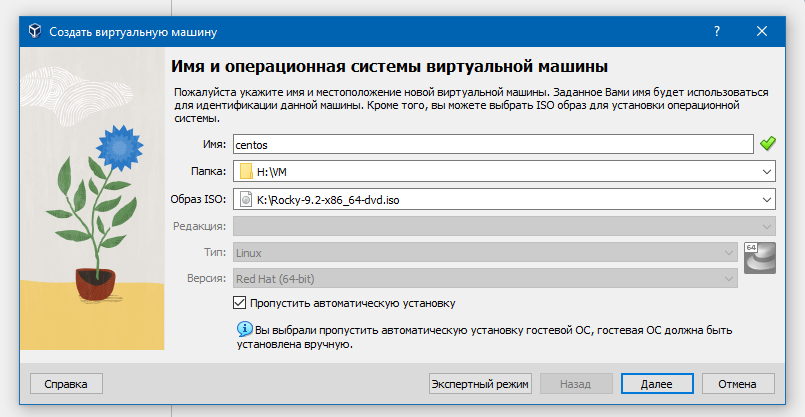 Создать виртуальную машину
Имя и операционная системы виртуальной машины
Пожалуйста укажите имя и местоположение новой виртуальной машины. Заданное Вами имя будет использоваться
для идентификации данной машины. Кроме того, вы можете выбрать ISO образ для установки операционной
системы.
Имя: centos
Папка: H:\VM
Образ ISO: K:\Rocky-9.2-x86_64-dvd.iso
Редакция:
Тип: Linux
64
Версия: Red Hat (64-bit)
Пропустить автоматическую установку
Вы выбрали пропустить автоматическую установку гостевой ОС, гостевая ОС должна быть
установлена вручную.
Справка Экспертный режим Назад Далее Отмена